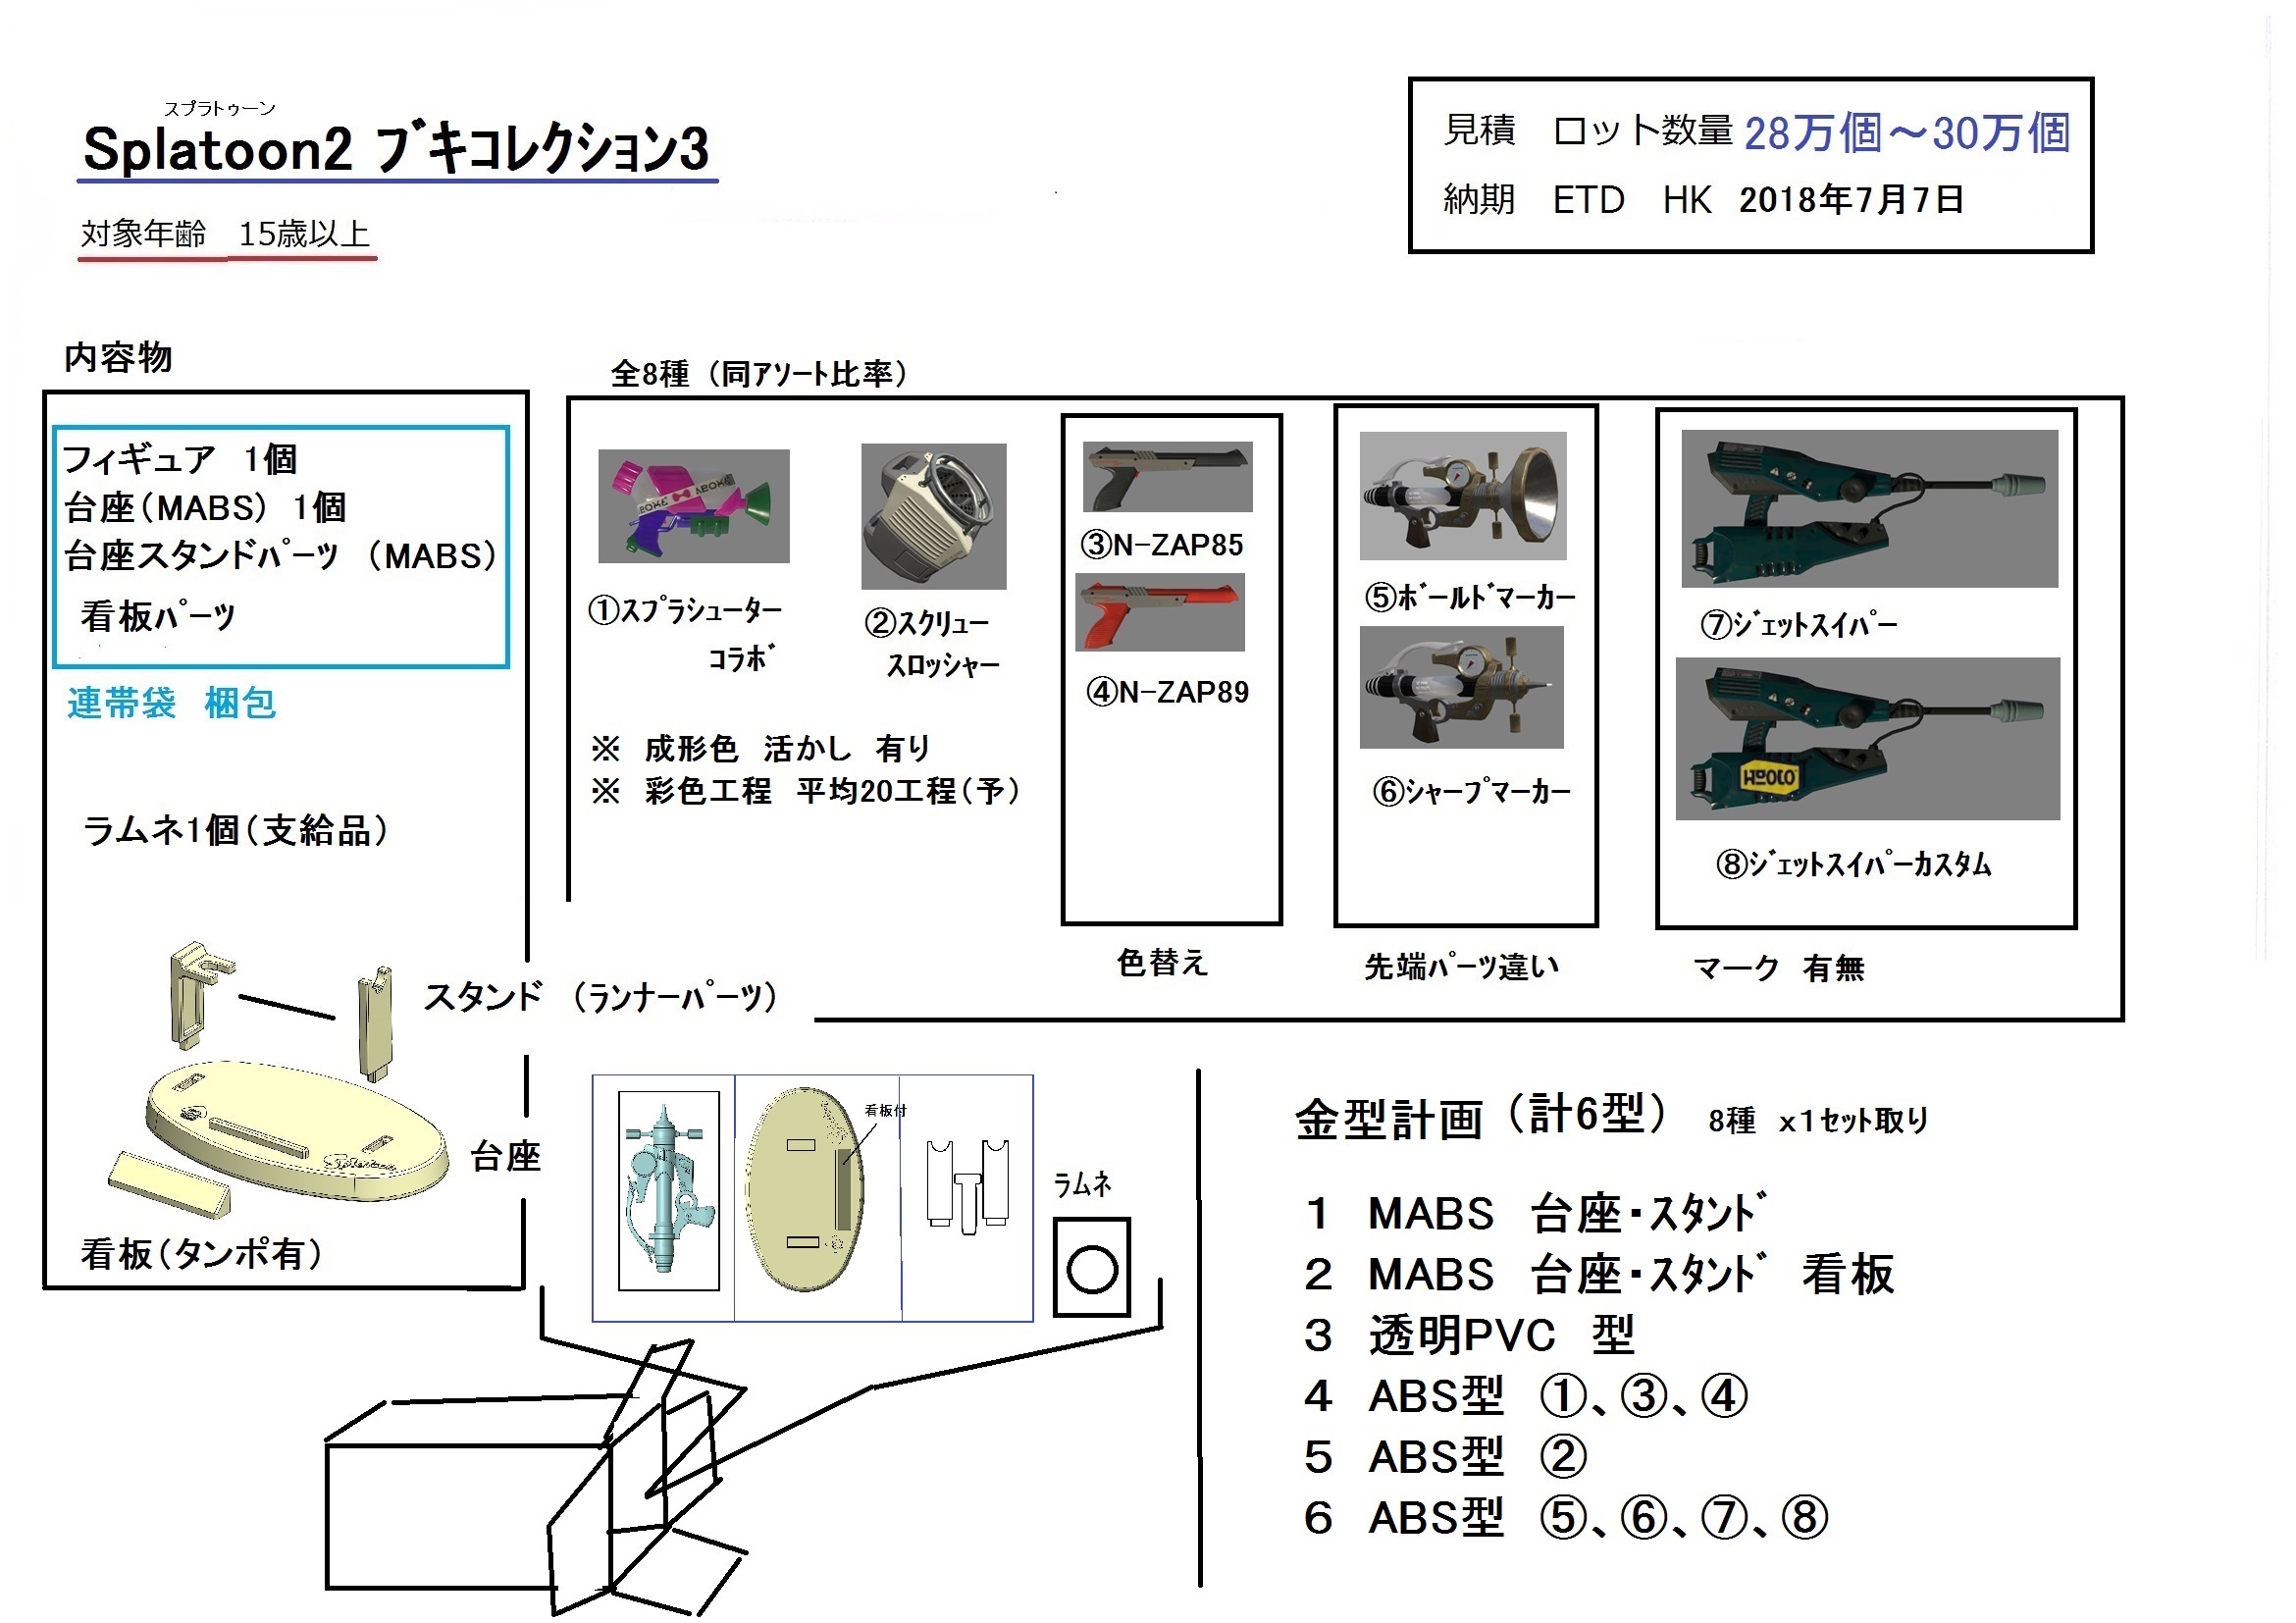 スプラトゥーン
Splatoon2 ﾌﾞｷｺﾚｸｼｮﾝ3
対象年齢　15歳以上
見積　ロット数量 28万個～30万個
納期　ETD　HK　2018年7月7日
内容物
フィギュア　1個
台座（MABS）　1個
台座スタンドﾊﾟｰﾂ　（MABS）
看板ﾊﾟｰﾂ
連帯袋　梱包
ラムネ1個（支給品）
スタンド　（ランナーﾊﾟｰﾂ）
台座
看板（タンポ有）
全8種（同ｱｿｰﾄ比率）
①ｽﾌﾟﾗｼｭｰﾀｰ
ｺﾗﾎﾞ
②ｽｸﾘｭｰ
ｽﾛｯｼｬｰ
③N-ZAP85
④N-ZAP89
⑤ﾎﾞｰﾙﾄﾞﾏｰｶｰ
⑥ｼｬｰﾌﾟﾏｰｶｰ
⑦ｼﾞｪｯﾄｽｲﾊﾟｰ
⑧ｼﾞｪｯﾄｽｲﾊﾟｰｶｽﾀﾑ
※　成形色　活かし　有り
※　彩色工程　平均20工程（予）
色替え
先端ﾊﾟｰﾂ違い
マーク　有無
看板付
ﾗﾑﾈ
金型計画（計6型）　8種　x1ｾｯﾄ取り
1　MABS　台座・ｽﾀﾝﾄﾞ
2　MABS　台座・ｽﾀﾝﾄﾞ　看板
3　透明PVC　型
4　ABS型　①、③、④
5　ABS型　②
6　ABS型　⑤、⑥、⑦、⑧